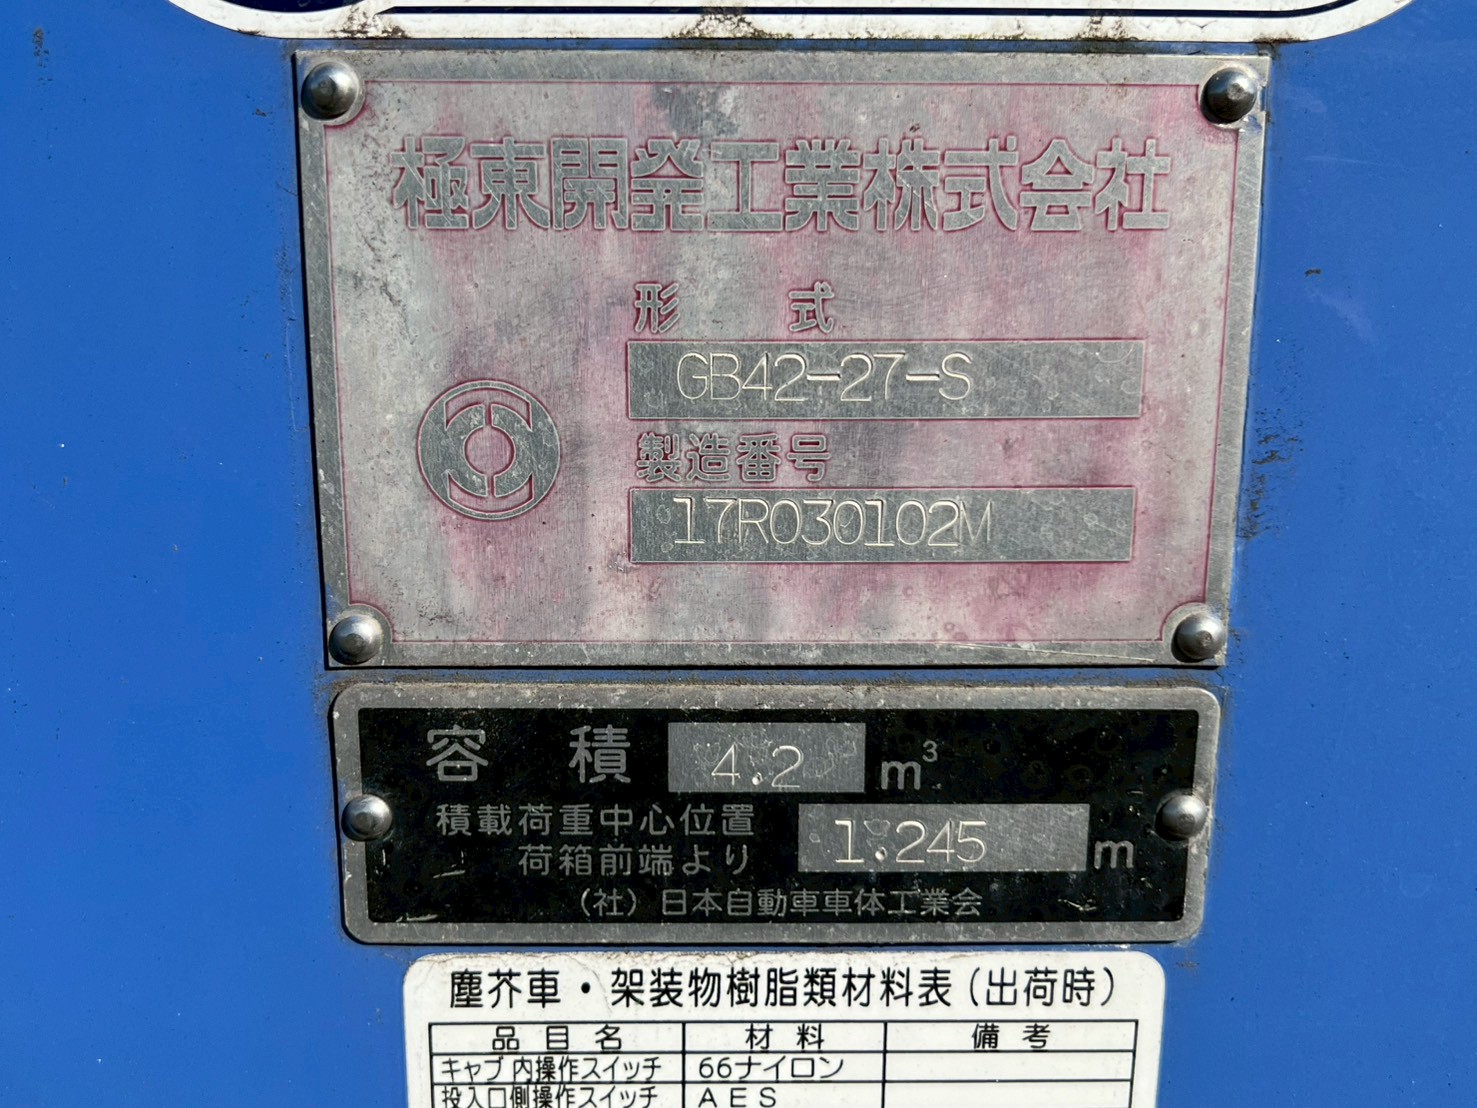 極東開発工業株式会社
形式
GB42-27-S
製造番号
17R030102M
容積 4.2 m³
積載荷重中心位置
荷箱前端より 1.245 m
(社)日本自動車車体工業会
塵芥車・架装物樹脂類材料表(出荷時)
品目名 材料 備考
キャブ内操作スイッチ 66ナイロン
投入口側操作スイッチ AES